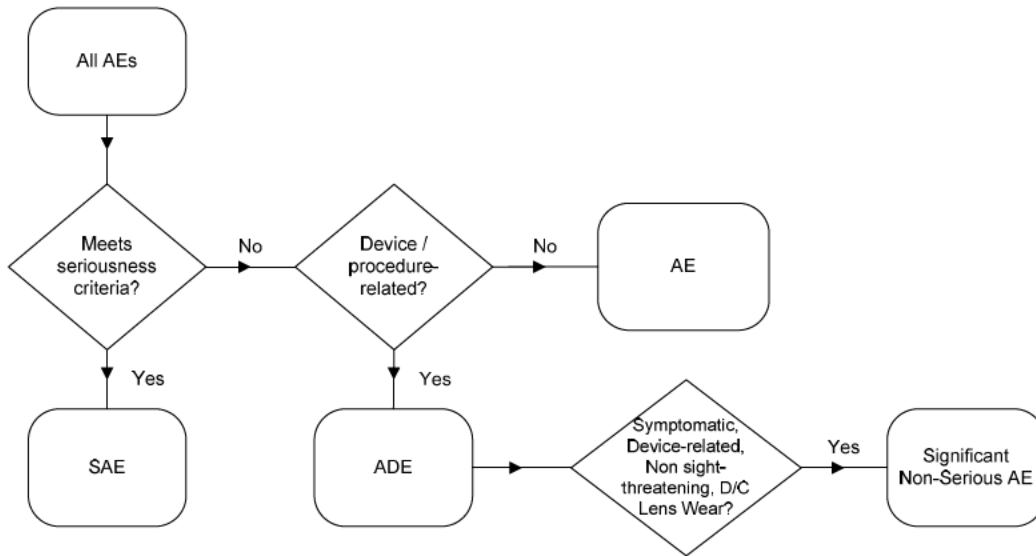 All AEs
Meets
seriousness
criteria?
No
Device /
procedure-
related?
No
AE
Yes
SAE
Yes
ADE
Symptomatic,
Device-related,
Non sight-
threatening, D/C
Lens Wear?
Yes
Significant
Non-Serious AE